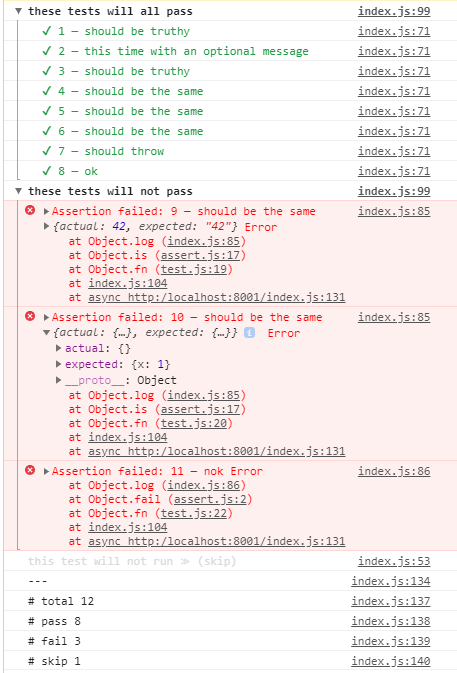 ▼ these tests will all pass index.js:99
✓ 1 — should be truthy index.js:71
✓ 2 — this time with an optional message index.js:71
✓ 3 — should be truthy index.js:71
✓ 4 — should be the same index.js:71
✓ 5 — should be the same index.js:71
✓ 6 — should be the same index.js:71
✓ 7 — should throw index.js:71
✓ 8 — ok index.js:71
▼ these tests will not pass index.js:99
▶ Assertion failed: 9 — should be the same index.js:85
▶ {actual: 42, expected: "42"} Error
at Object.log (index.js:85)
at Object.is (assert.js:17)
at Object.fn (test.js:19)
at index.js:104
at async http:/localhost:8001/index.js:131
▶ Assertion failed: 10 — should be the same index.js:85
▼ {actual: {…}, expected: {…}} i Error
▶ actual: {}
▶ expected: {x: 1}
▶ __proto__: Object
at Object.log (index.js:85)
at Object.is (assert.js:17)
at Object.fn (test.js:20)
at index.js:104
at async http:/localhost:8001/index.js:131
▶ Assertion failed: 11 — nok Error index.js:86
at Object.log (index.js:86)
at Object.fail (assert.js:2)
at Object.fn (test.js:22)
at index.js:104
at async http:/localhost:8001/index.js:131
this test will not run ≫ (skip) index.js:53
--- index.js:134
# total 12 index.js:137
# pass 8 index.js:138
# fail 3 index.js:139
# skip 1 index.js:140